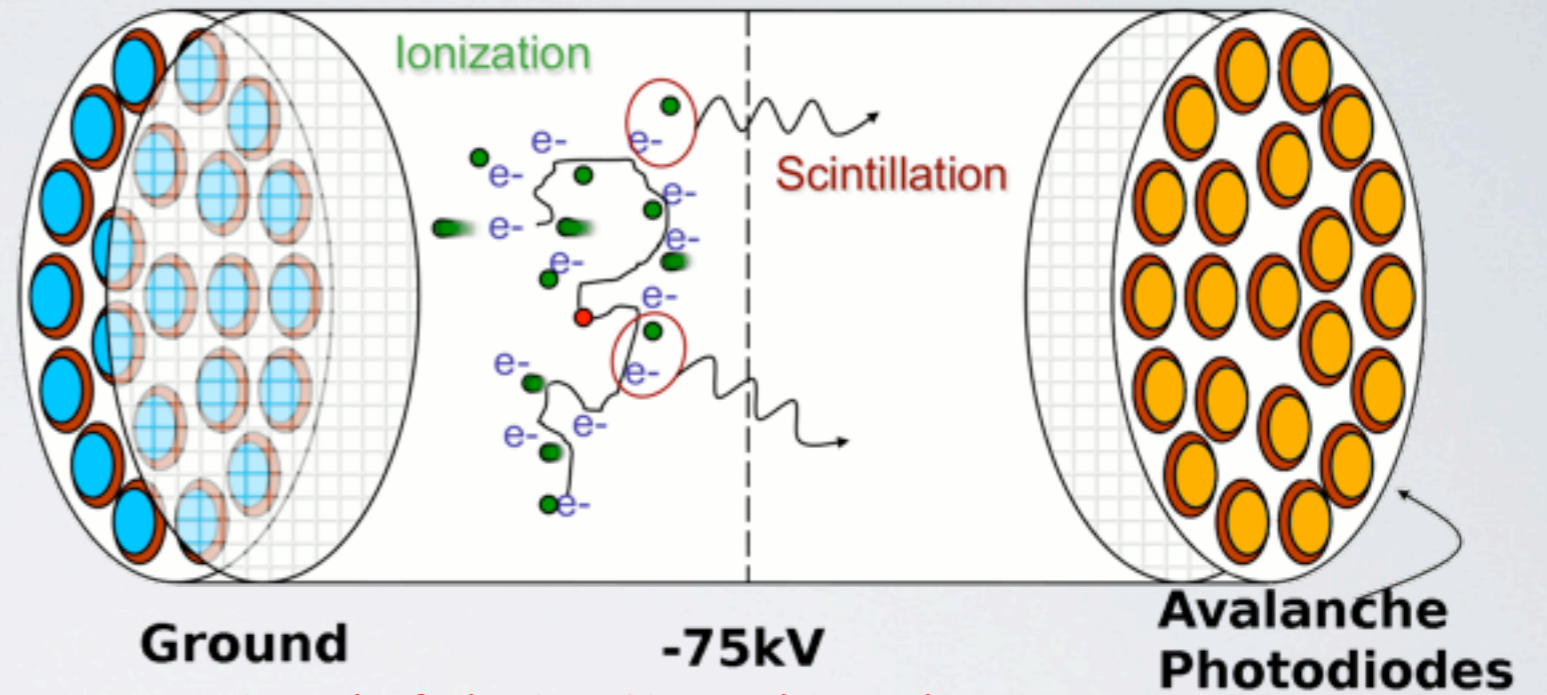 Ionization
e-
e-
e-
e-
e-
e-
e-
Scintillation
e-
e-
e-
e-
e-
e-
Ground
-75kV
Avalanche
Photodiodes